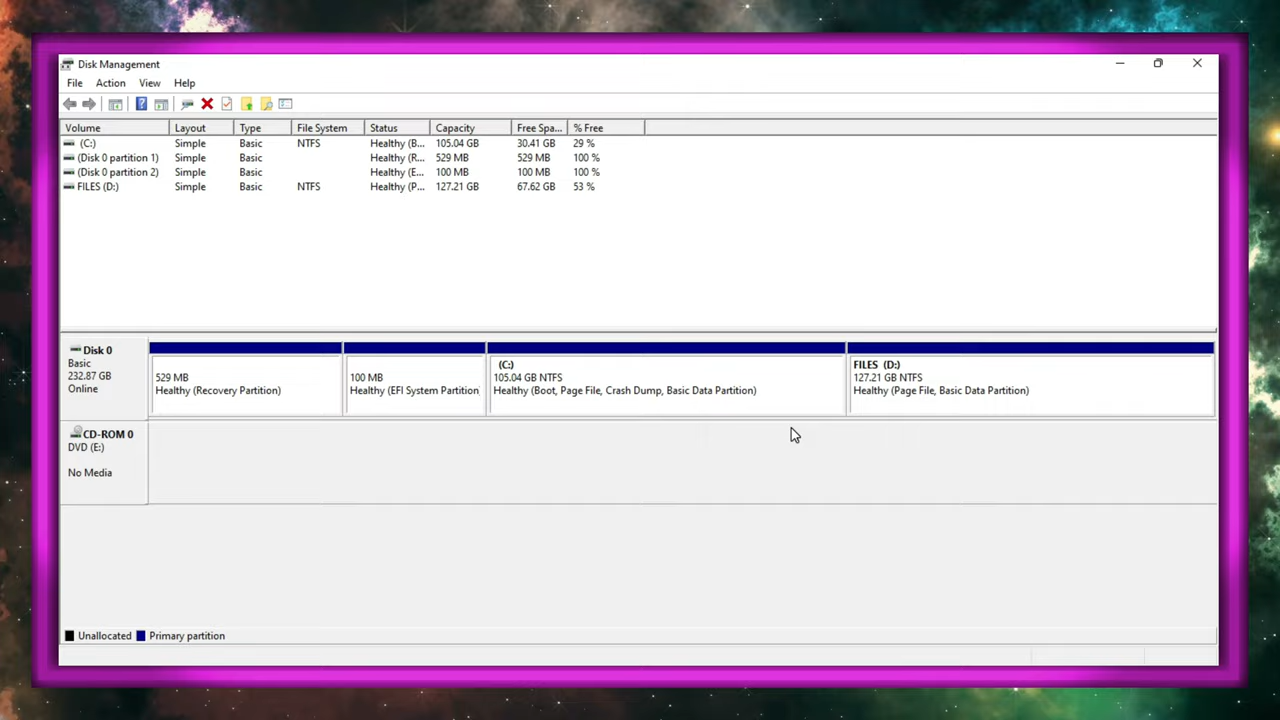 Disk Management
File Action View Help
Volume Layout Type File System Status Capacity Free Spa... % Free
(C:) Simple Basic NTFS Healthy (B... 105.04 GB 30.41 GB 29 %
(Disk 0 partition 1) Simple Basic Healthy (R... 529 MB 529 MB 100 %
(Disk 0 partition 2) Simple Basic Healthy (E... 100 MB 100 MB 100 %
FILES (D:) Simple Basic NTFS Healthy (P... 127.21 GB 67.62 GB 53 %
Disk 0
Basic
232.87 GB
Online
529 MB
Healthy (Recovery Partition)
100 MB
Healthy (EFI System Partition
(C:)
105.04 GB NTFS
Healthy (Boot, Page File, Crash Dump, Basic Data Partition)
FILES (D:)
127.21 GB NTFS
Healthy (Page File, Basic Data Partition)
CD-ROM 0
DVD (E:)
No Media
Unallocated Primary partition